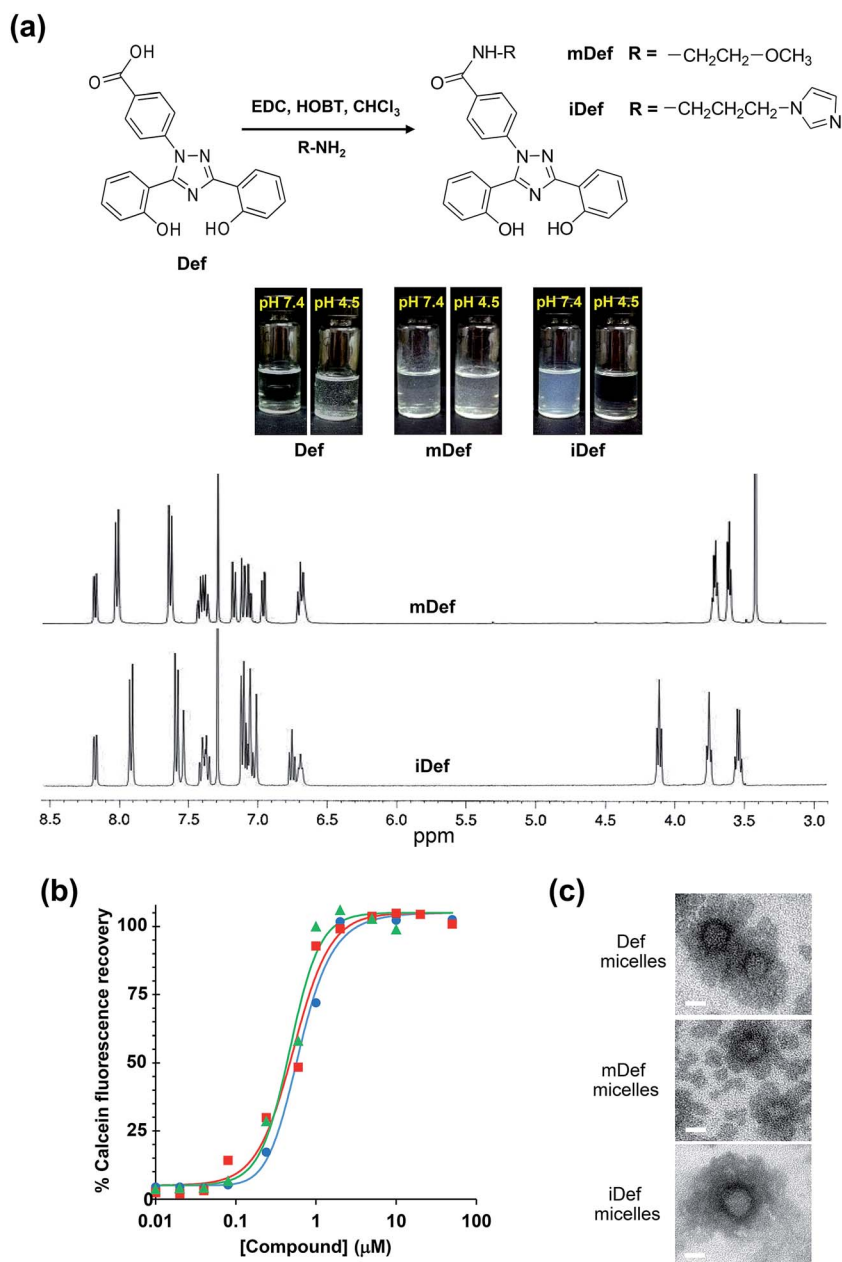 (a)
OH
O
N
N
N
OH
HO
Def
EDC, HOBT, CHCl3
R-NH2
NH-R
O
N
N
N
OH
HO
mDef R = –CH2CH2–OCH3
iDef R = –CH2CH2CH2–N
N
pH 7.4 pH 4.5 pH 7.4 pH 4.5 pH 7.4 pH 4.5
Def mDef iDef
mDef
iDef
8.5 8.0 7.5 7.0 6.5 6.0 5.5 5.0 4.5 4.0 3.5 3.0
ppm
(b)
% Calcein fluorescence recovery
100
75
50
25
0
0.01 0.1 1 10 100
[Compound] (μM)
(c)
Def
micelles
mDef
micelles
iDef
micelles